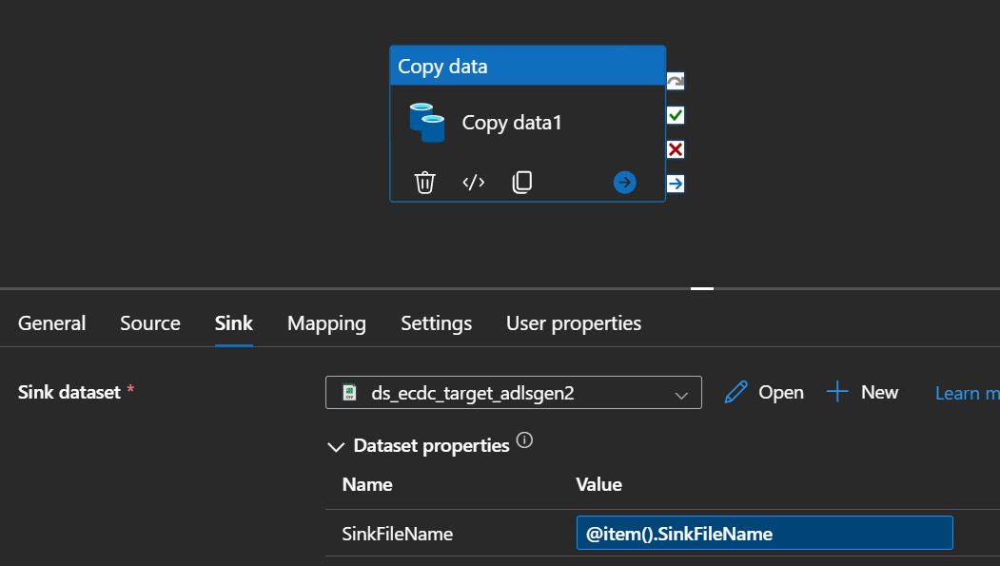 Copy data
Copy data1
General Source Sink Mapping Settings User properties
Sink dataset * ds_ecdc_target_adlsgen2 Open New Learn m
Dataset properties
Name Value
SinkFileName @item().SinkFileName